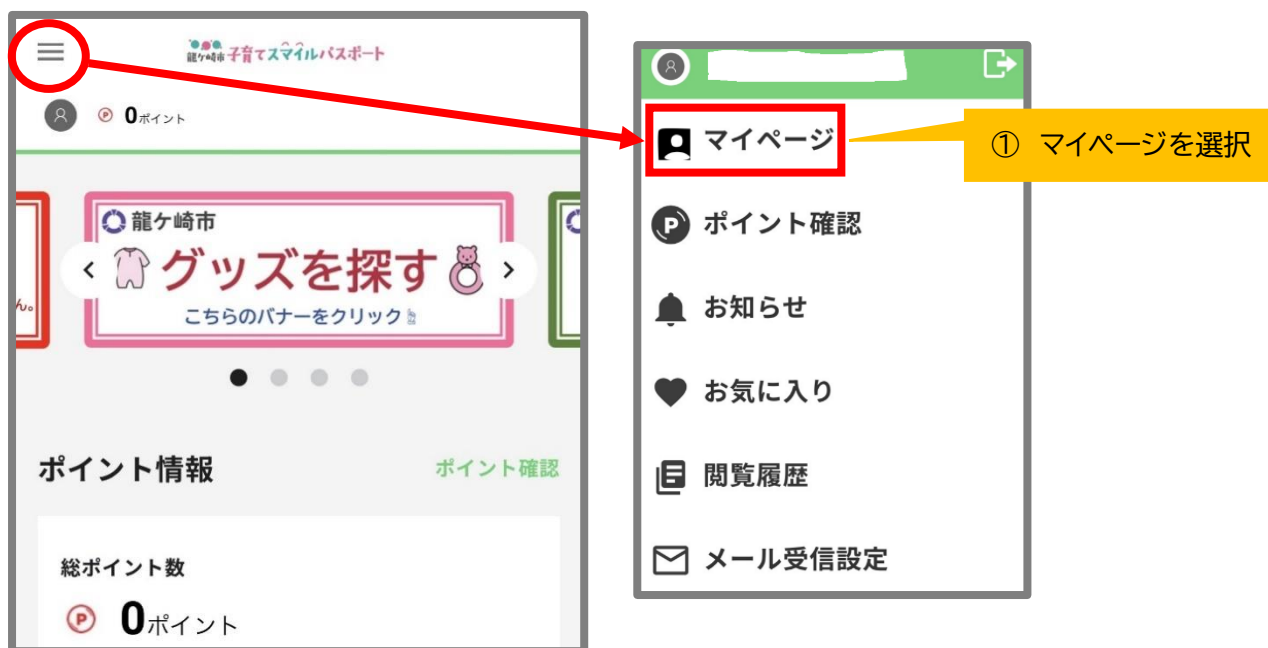 龍ケ崎市 子育てスマイルパスポート
0ポイント
ん。
龍ケ崎市
グッズを探す
こちらのバナーをクリック
ポイント情報
ポイント確認
総ポイント数
P 0ポイント
マイページ
P ポイント確認
お知らせ
お気に入り
閲覧履歴
メール受信設定
① マイページを選択